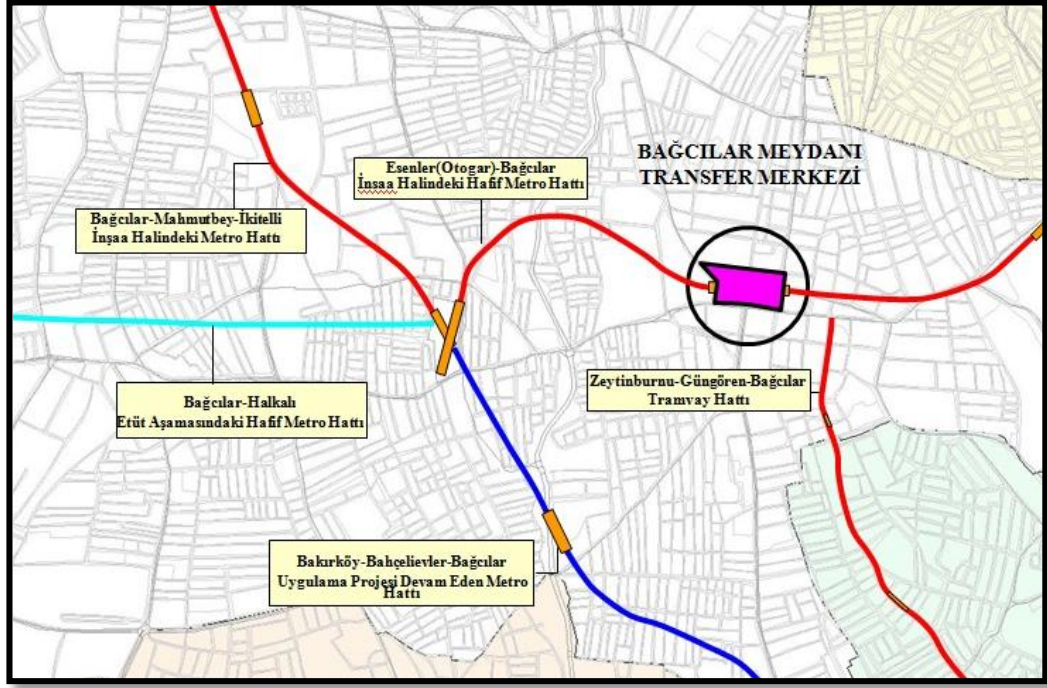 BAĞCILAR MEYDANI
TRANSFER MERKEZİ
Esenler(Otogar)-Bağcılar
İnşaa Halindeki Hafif Metro Hattı
Bağcılar-Mahmutbey-İkitelli
İnşaa Halindeki Metro Hattı
Zeytinburnu-Güngören-Bağcılar
Tramvay Hattı
Bağcılar-Halkalı
Etüt Aşamasındaki Hafif Metro Hattı
Bakırköy-Bahçelievler-Bağcılar
Uygulama Projesi Devam Eden Metro
Hattı